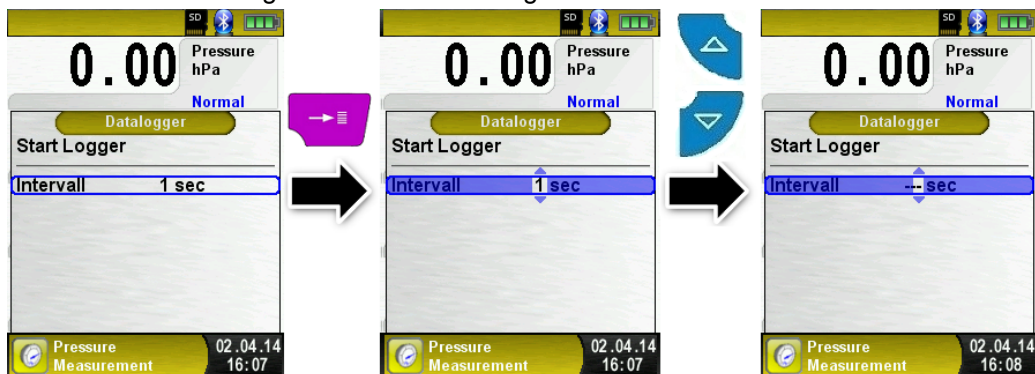 SD
0.00 Pressure
hPa
Normal
Datalogger
Start Logger
Intervall 1 sec
Pressure
Measurement
02.04.14
16:07
SD
0.00 Pressure
hPa
Normal
Datalogger
Start Logger
Intervall 1 sec
Pressure
Measurement
02.04.14
16:07
SD
0.00 Pressure
hPa
Normal
Datalogger
Start Logger
Intervall --- sec
Pressure
Measurement
02.04.14
16:08